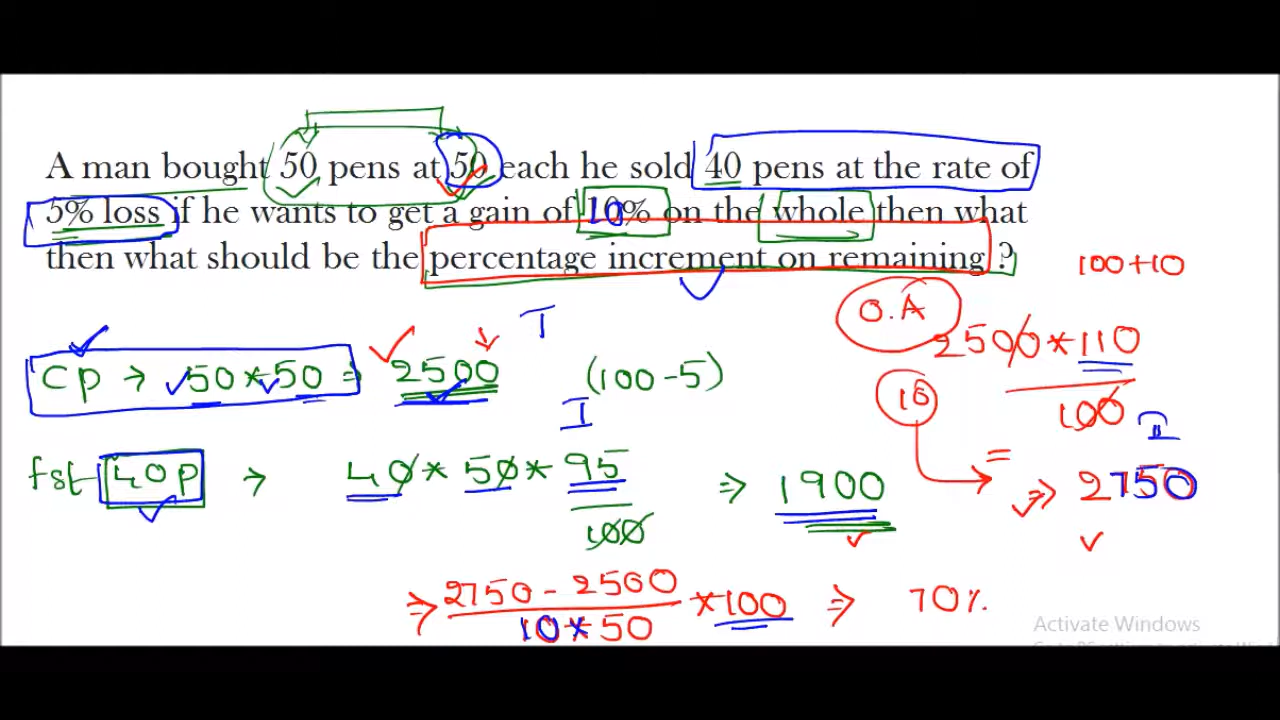 A man bought 50 pens at 50 each he sold 40 pens at the rate of
5% loss if he wants to get a gain of 10% on the whole then what
then what should be the percentage increment on remaining ?
100+10
I
O.A
2500*110
100
CP → 50*50 = 2500
(100-5)
10
I
II
fst 40P → 40*50*95
100
⇒ 1900
=
⇒ 2750
⇒ 2750-2500
10*50
*100 ⇒ 70%
Activate Windows